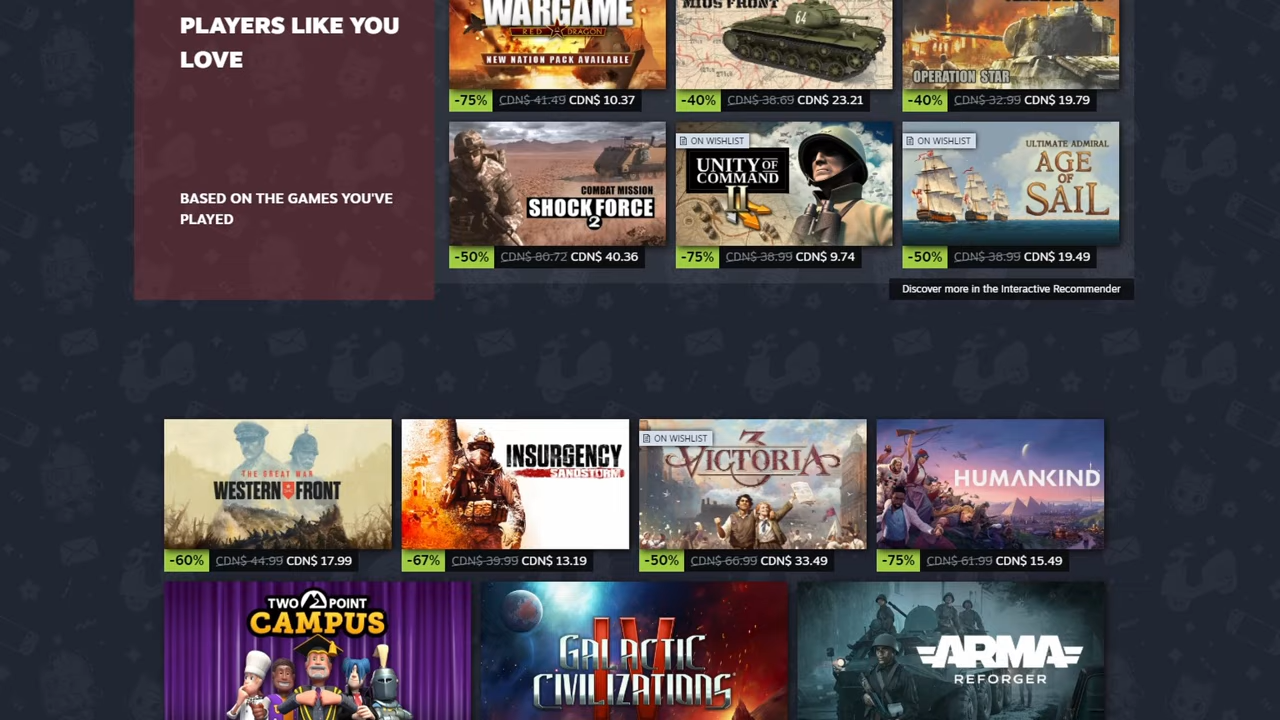 PLAYERS LIKE YOU
LOVE
BASED ON THE GAMES YOU'VE
PLAYED
WARGAME
RED DRAGON
NEW NATION PACK AVAILABLE
-75% CDN$ 41.49 CDN$ 10.37
MIUS FRONT
64
-40% CDN$ 38.69 CDN$ 23.21
OPERATION STAR
-40% CDN$ 32.99 CDN$ 19.79
COMBAT MISSION
SHOCK FORCE
2
-50% CDN$ 80.72 CDN$ 40.36
ON WISHLIST
UNITY OF
COMMAND
II
-75% CDN$ 38.99 CDN$ 9.74
ON WISHLIST
ULTIMATE ADMIRAL
AGE
OF
SAIL
-50% CDN$ 38.99 CDN$ 19.49
Discover more in the Interactive Recommender
THE GREAT WAR
WESTERN FRONT
-60% CDN$ 44.99 CDN$ 17.99
INSURGENCY
SANDSTORM
-67% CDN$ 39.99 CDN$ 13.19
ON WISHLIST
3
VICTORIA
-50% CDN$ 66.99 CDN$ 33.49
HUMANKIND
-75% CDN$ 61.99 CDN$ 15.49
TWO POINT
CAMPUS
GALACTIC
IV
CIVILIZATIONS
ARMA
REFORGER